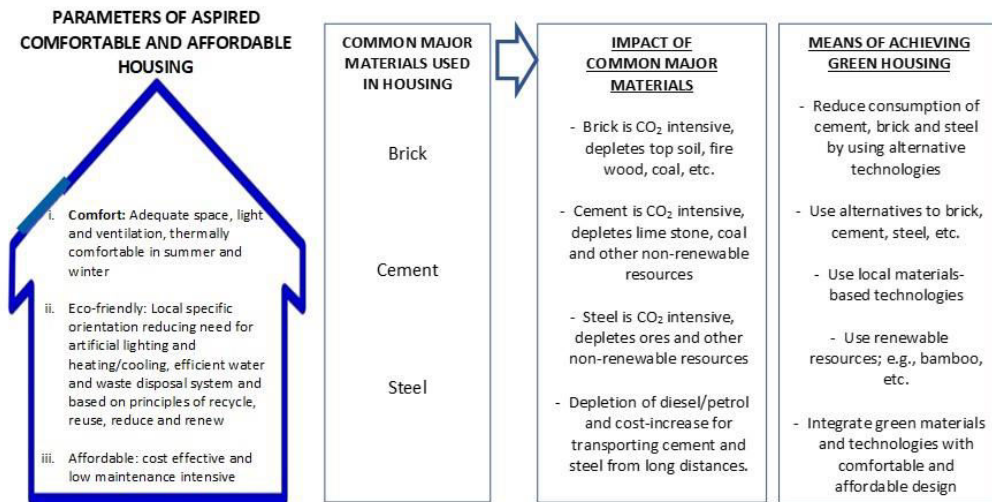 PARAMETERS OF ASPIRED
COMFORTABLE AND AFFORDABLE
HOUSING
i. Comfort: Adequate space, light
and ventilation, thermally
comfortable in summer and
winter
ii. Eco-friendly: Local specific
orientation reducing need for
artificial lighting and
heating/cooling, efficient water
and waste disposal system and
based on principles of recycle,
reuse, reduce and renew
iii. Affordable: cost effective and
low maintenance intensive
COMMON MAJOR
MATERIALS USED
IN HOUSING
Brick
Cement
Steel
IMPACT OF
COMMON MAJOR
MATERIALS
- Brick is CO₂ intensive,
depletes top soil, fire
wood, coal, etc.
- Cement is CO₂ intensive,
depletes lime stone, coal
and other non-renewable
resources
- Steel is CO₂ intensive,
depletes ores and other
non-renewable resources
- Depletion of diesel/petrol
and cost-increase for
transporting cement and
steel from long distances.
MEANS OF ACHIEVING
GREEN HOUSING
- Reduce consumption of
cement, brick and steel
by using alternative
technologies
- Use alternatives to brick,
cement, steel, etc.
- Use local materials-
based technologies
- Use renewable
resources; e.g., bamboo,
etc.
- Integrate green materials
and technologies with
comfortable and
affordable design